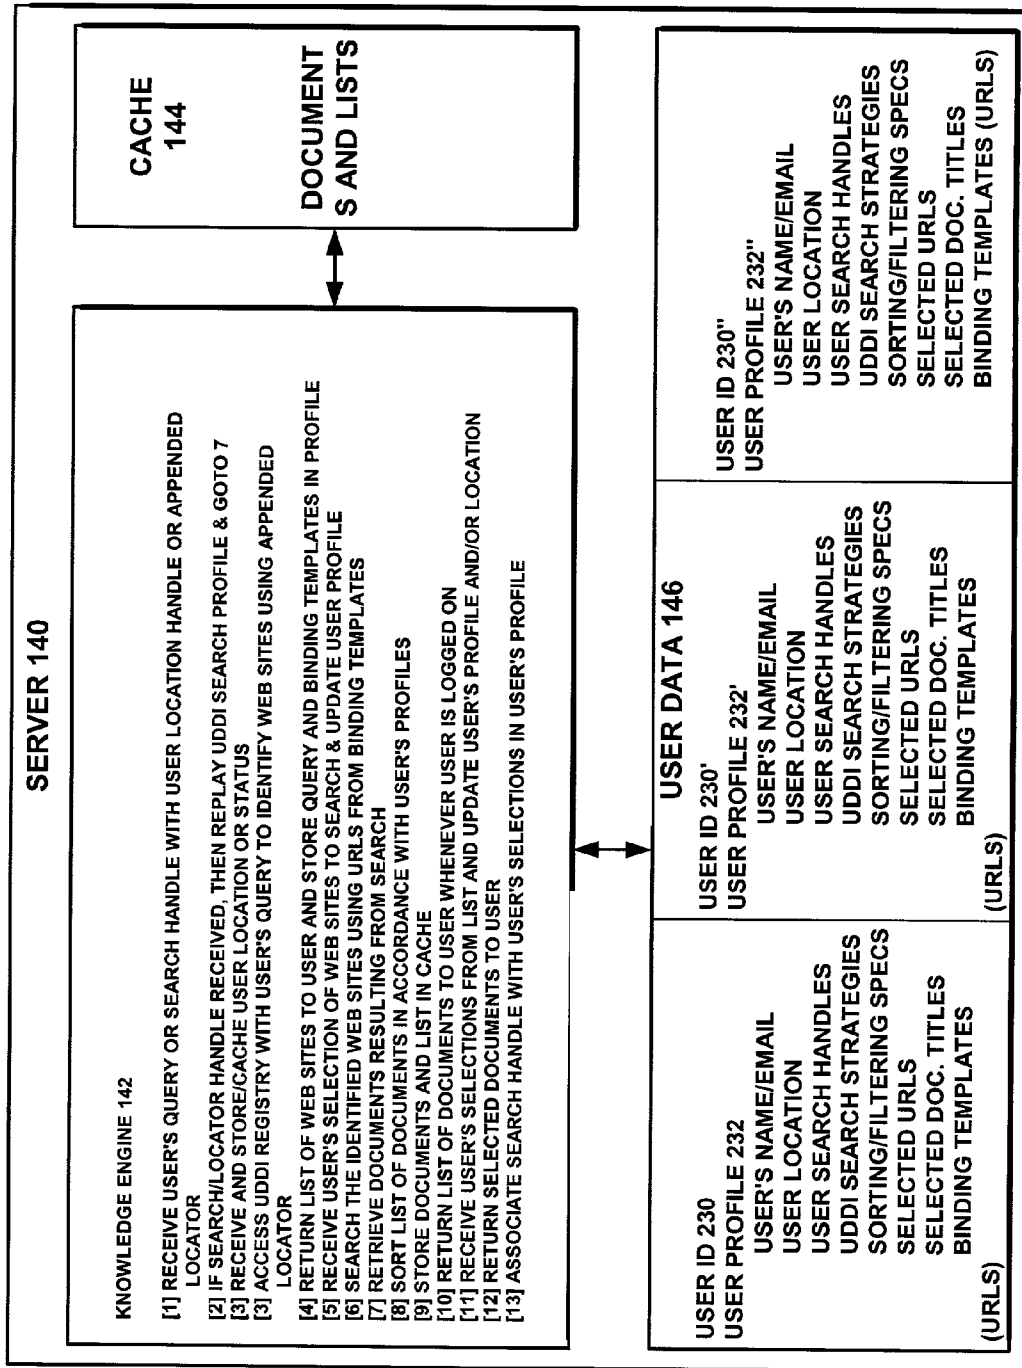 SERVER 140
KNOWLEDGE ENGINE 142
[1] RECEIVE USER'S QUERY OR SEARCH HANDLE WITH USER LOCATION HANDLE OR APPENDED
LOCATOR
[2] IF SEARCH/LOCATOR HANDLE RECEIVED, THEN REPLAY UDDI SEARCH PROFILE & GOTO 7
[3] RECEIVE AND STORE/CACHE USER LOCATION OR STATUS
[3] ACCESS UDDI REGISTRY WITH USER'S QUERY TO IDENTIFY WEB SITES USING APPENDED
LOCATOR
[4] RETURN LIST OF WEB SITES TO USER AND STORE QUERY AND BINDING TEMPLATES IN PROFILE
[5] RECEIVE USER'S SELECTION OF WEB SITES TO SEARCH & UPDATE USER PROFILE
[6] SEARCH THE IDENTIFIED WEB SITES USING URLS FROM BINDING TEMPLATES
[7] RETRIEVE DOCUMENTS RESULTING FROM SEARCH
[8] SORT LIST OF DOCUMENTS IN ACCORDANCE WITH USER'S PROFILES
[9] STORE DOCUMENTS AND LIST IN CACHE
[10] RETURN LIST OF DOCUMENTS TO USER WHENEVER USER IS LOGGED ON
[11] RECEIVE USER'S SELECTIONS FROM LIST AND UPDATE USER'S PROFILE AND/OR LOCATION
[12] RETURN SELECTED DOCUMENTS TO USER
[13] ASSOCIATE SEARCH HANDLE WITH USER'S SELECTIONS IN USER'S PROFILE
CACHE
144
DOCUMENT
S AND LISTS
USER DATA 146
USER ID 230
USER PROFILE 232
USER'S NAME/EMAIL
USER LOCATION
USER SEARCH HANDLES
UDDI SEARCH STRATEGIES
SORTING/FILTERING SPECS
SELECTED URLS
SELECTED DOC. TITLES
BINDING TEMPLATES
(URLS)
USER ID 230'
USER PROFILE 232'
USER'S NAME/EMAIL
USER LOCATION
USER SEARCH HANDLES
UDDI SEARCH STRATEGIES
SORTING/FILTERING SPECS
SELECTED URLS
SELECTED DOC. TITLES
BINDING TEMPLATES
(URLS)
USER ID 230"
USER PROFILE 232"
USER'S NAME/EMAIL
USER LOCATION
USER SEARCH HANDLES
UDDI SEARCH STRATEGIES
SORTING/FILTERING SPECS
SELECTED URLS
SELECTED DOC. TITLES
BINDING TEMPLATES (URLS)